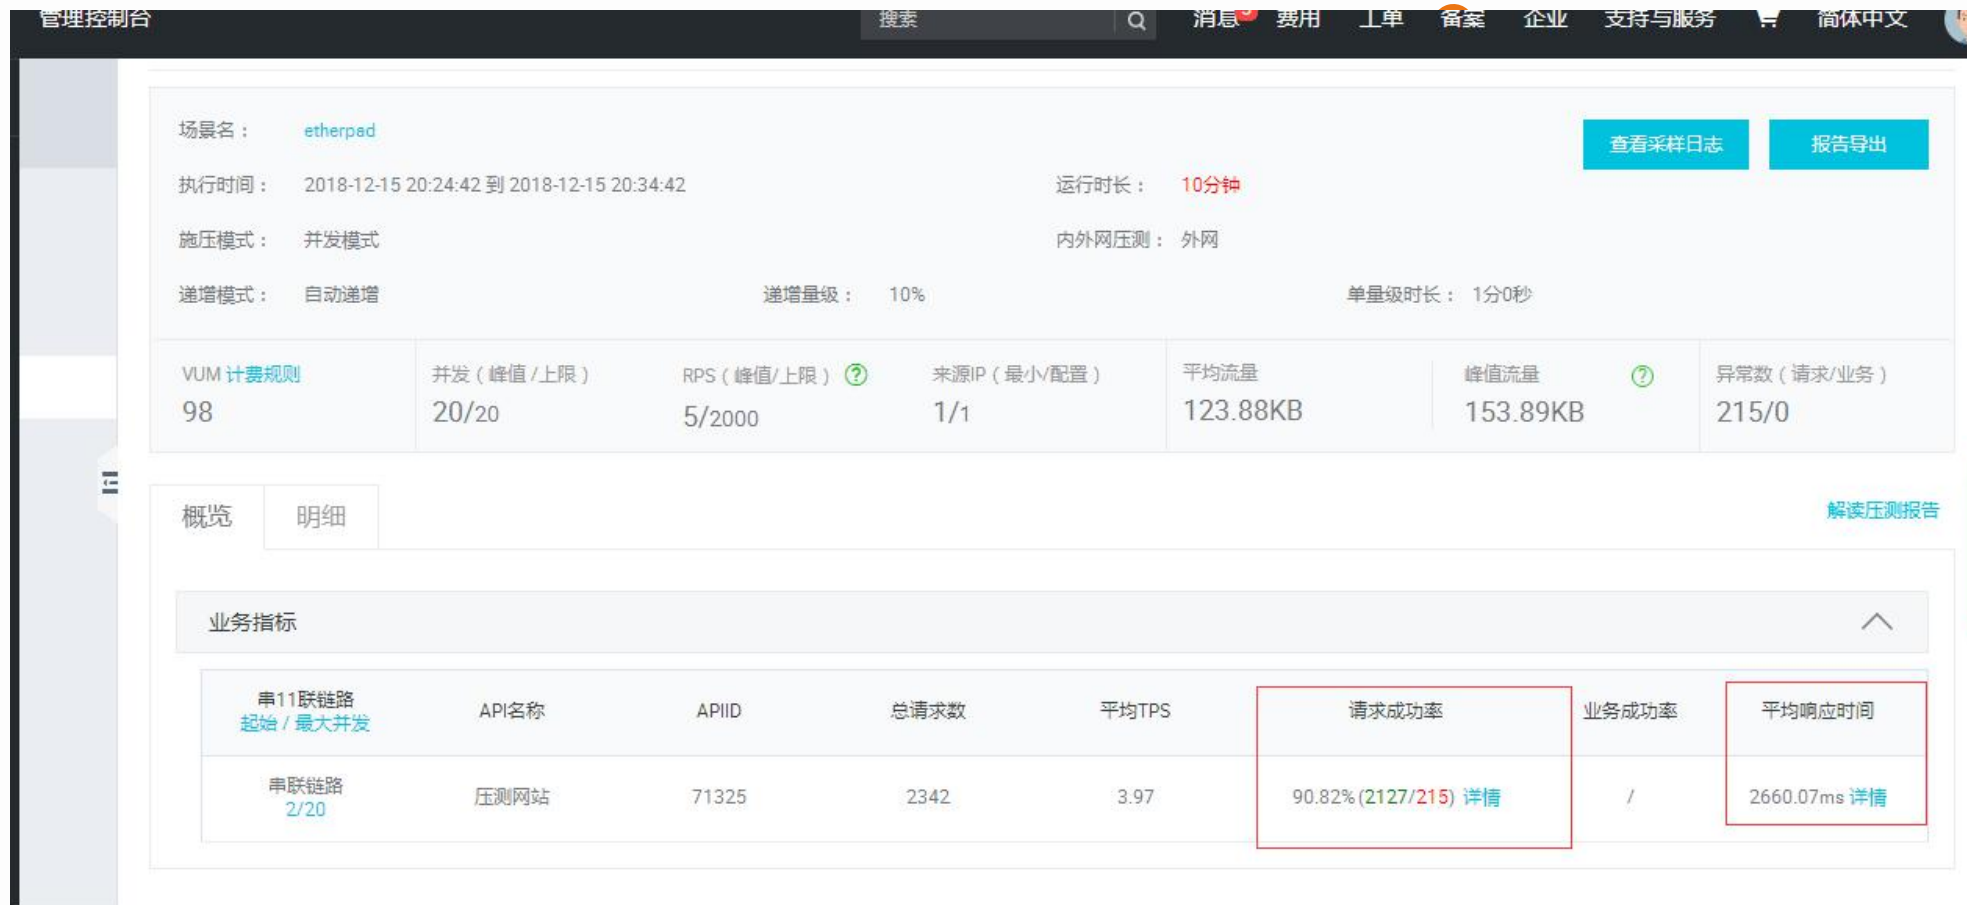 管理控制台 搜索 消息 费用 工单 备案 企业 支持与服务 简体中文
场景名： etherpad 查看采样日志 报告导出
执行时间： 2018-12-15 20:24:42 到 2018-12-15 20:34:42 运行时长： 10分钟
施压模式： 并发模式 内外网压测： 外网
递增模式： 自动递增 递增量级： 10% 单量级时长： 1分0秒
VUM 计费规则 并发（峰值/上限） RPS（峰值/上限） ? 来源IP（最小/配置） 平均流量 峰值流量 ? 异常数（请求/业务）
98 20/20 5/2000 1/1 123.88KB 153.89KB 215/0
概览 明细 解读压测报告
业务指标
串11联链路 API名称 APIID 总请求数 平均TPS 请求成功率 业务成功率 平均响应时间
起始 / 最大并发
串联链路 压测网站 71325 2342 3.97 90.82% (2127/215) 详情 / 2660.07ms 详情
2/20